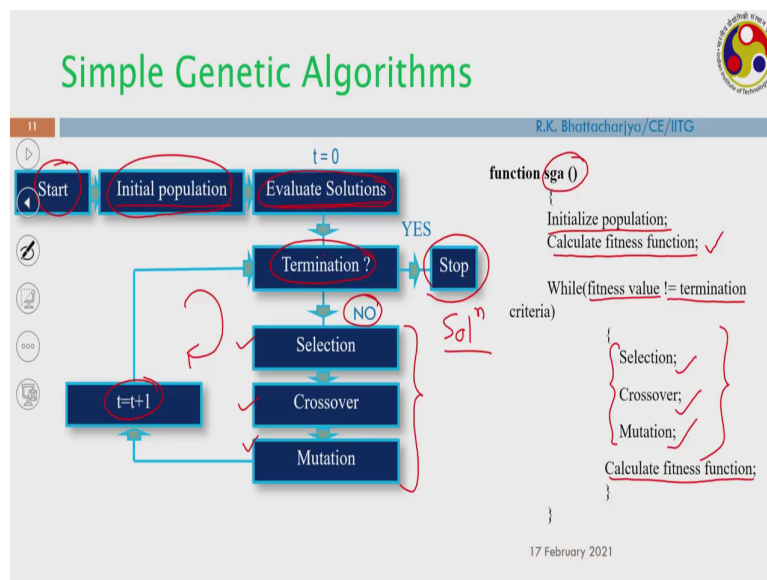 Simple Genetic Algorithms
11
R.K. Bhattacharjya/CE/IITG
t = 0
Start
Initial population
Evaluate Solutions
YES
Termination ?
Stop
NO
Solⁿ
Selection
Crossover
t=t+1
Mutation
function sga ()
{
Initialize population;
Calculate fitness function;
While(fitness value != termination
criteria)
{
Selection;
Crossover;
Mutation;
Calculate fitness function;
}
}
17 February 2021